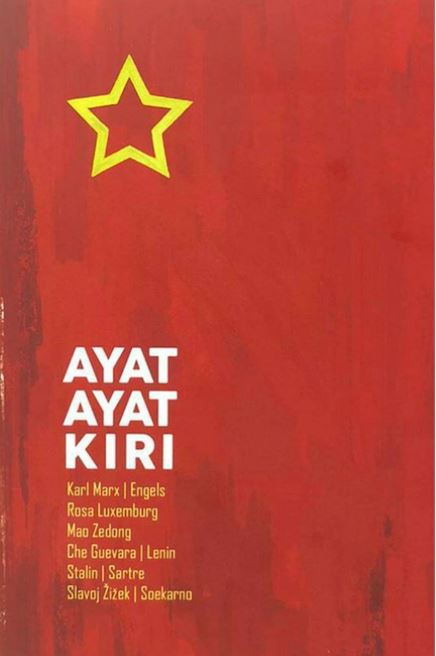 AYAT
AYAT
KIRI
Karl Marx | Engels
Rosa Luxemburg
Mao Zedong
Che Guevara | Lenin
Stalin | Sartre
Slavoj Žižek | Soekarno